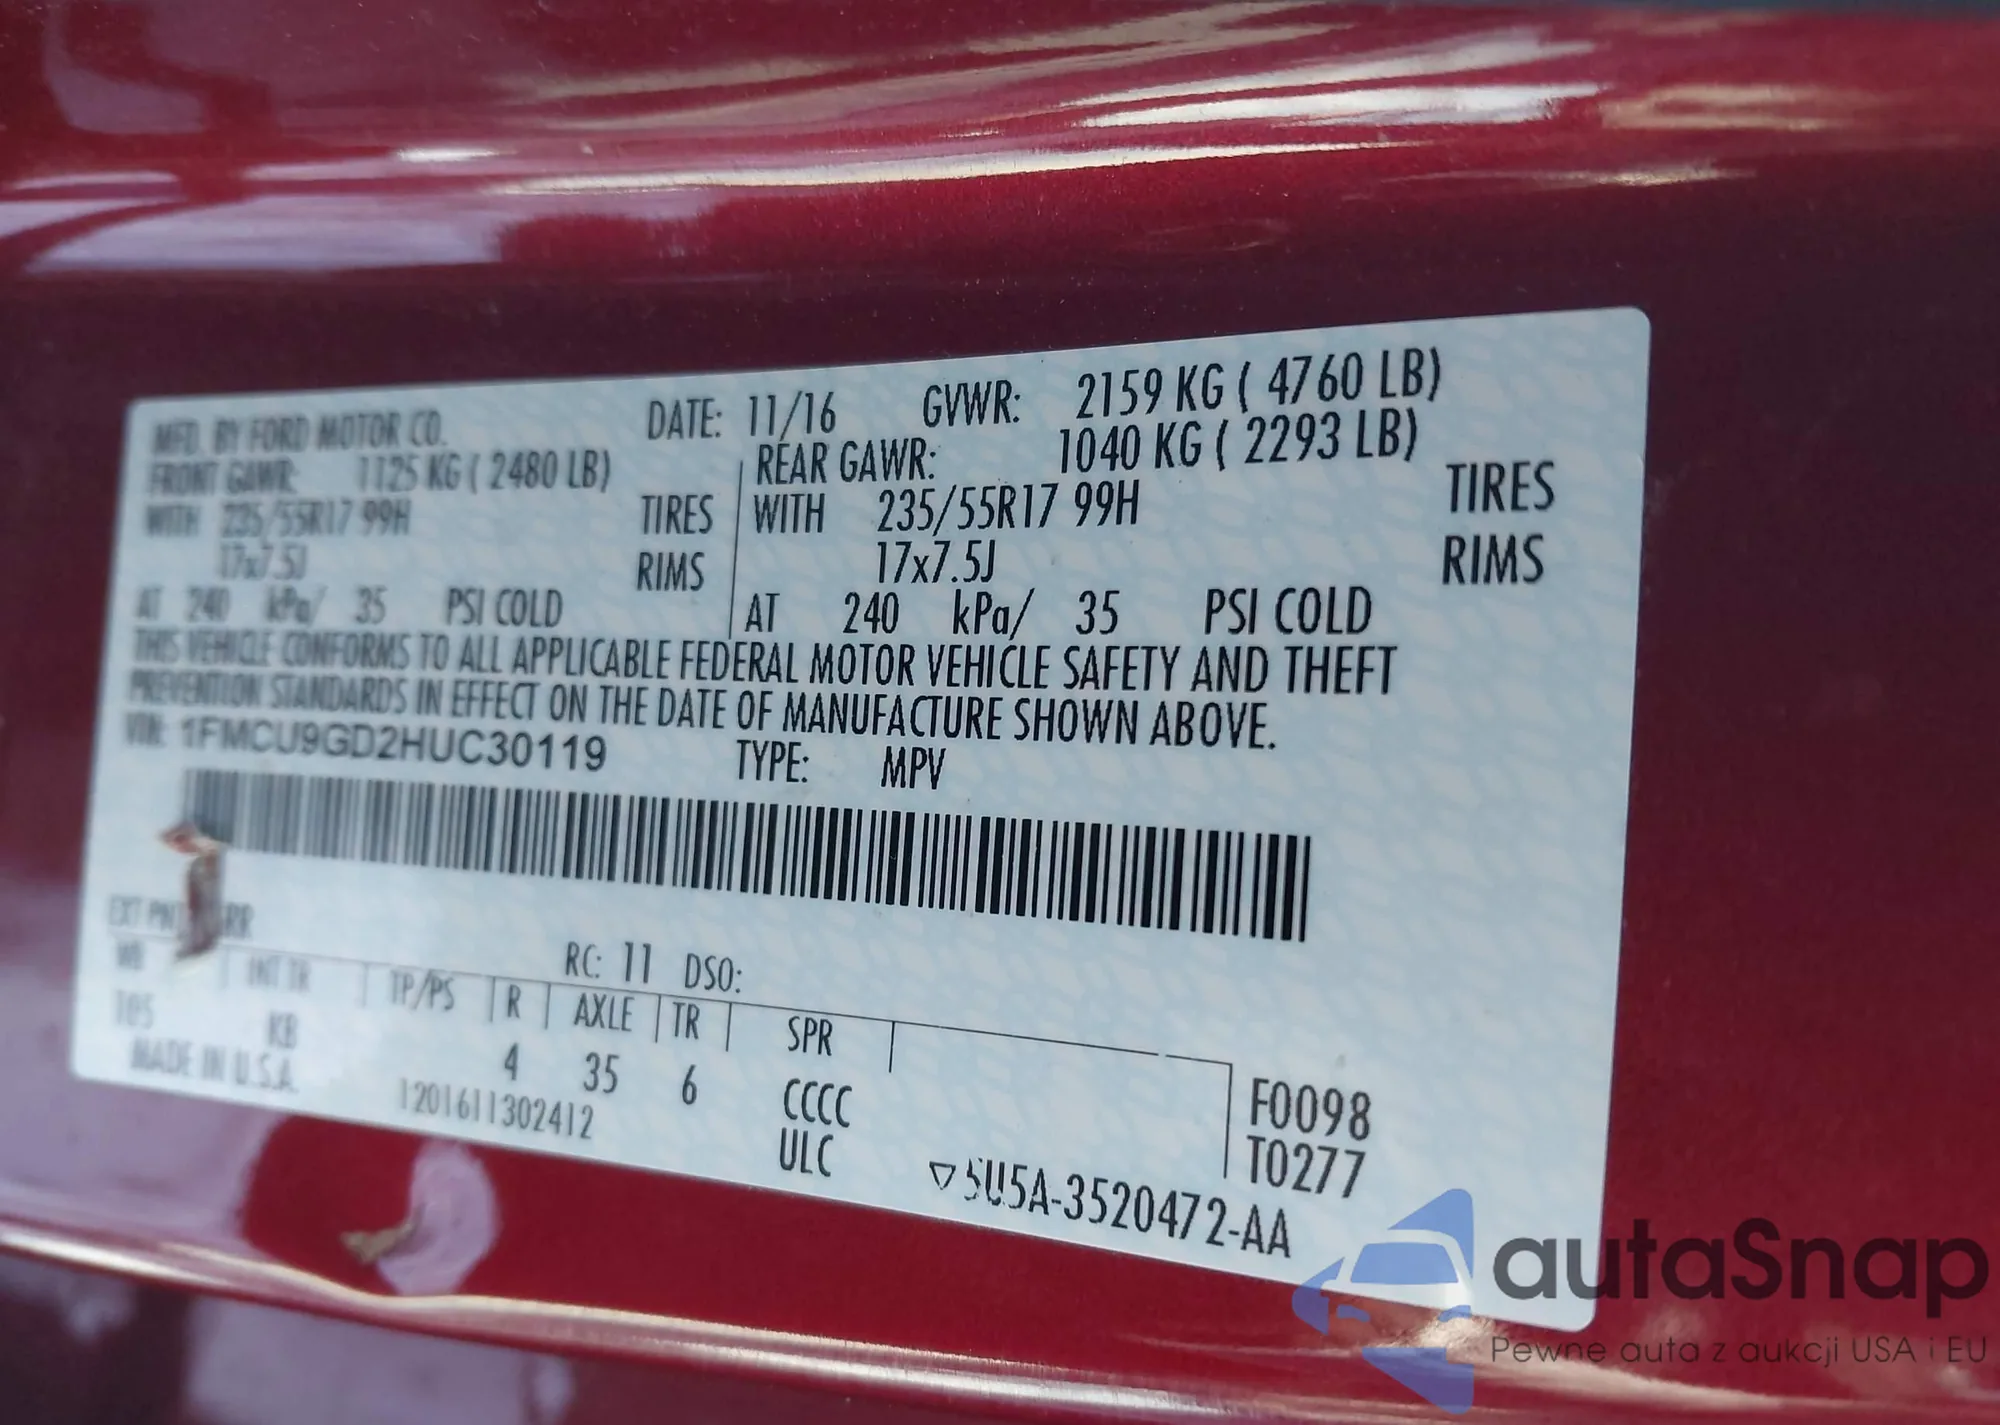 MFD. BY FORD MOTOR CO. DATE: 11/16 GVWR: 2159 KG ( 4760 LB)
FRONT GAWR: 1125 KG ( 2480 LB) REAR GAWR: 1040 KG ( 2293 LB)
WITH 235/55R17 99H TIRES WITH 235/55R17 99H TIRES
17x7.5J RIMS 17x7.5J RIMS
AT 240 kPa/ 35 PSI COLD AT 240 kPa/ 35 PSI COLD
THIS VEHICLE CONFORMS TO ALL APPLICABLE FEDERAL MOTOR VEHICLE SAFETY AND THEFT
PREVENTION STANDARDS IN EFFECT ON THE DATE OF MANUFACTURE SHOWN ABOVE.
VIN: 1FMCU9GD2HUC30119 TYPE: MPV
EXT PNT: RR RC: 11 DSO:
WB INT TR TP/PS R AXLE TR SPR
105 KB 4 35 6 CCCC F0098
MADE IN U.S.A. 1201611302412 ULC T0277
▽5U5A-3520472-AA
autaSnap
Pewne auta z aukcji USA i EU